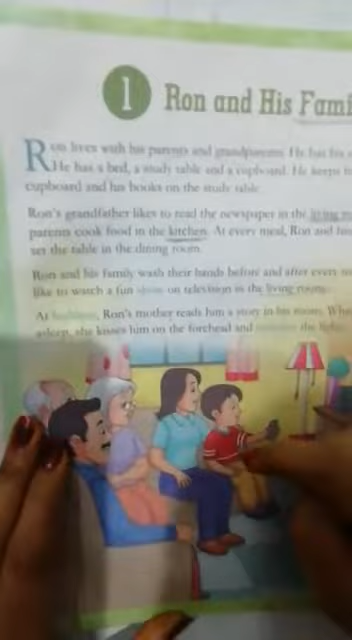 1 Ron and His Fami
Ron lives with his parents and grandparents. He has his
He has a bed, a study table and a cupboard. He keeps
cupboard and his books on the study table.
Ron's grandfather likes to read the newspaper in the living
parents cook food in the kitchen. At every meal, Ron and
set the table in the dining room.
Ron and his family wash their hands before and after every
like to watch a fun show on television in the living room.
At bedtime, Ron's mother reads him a story in his room. Whe
asleep, she kisses him on the forehead and the